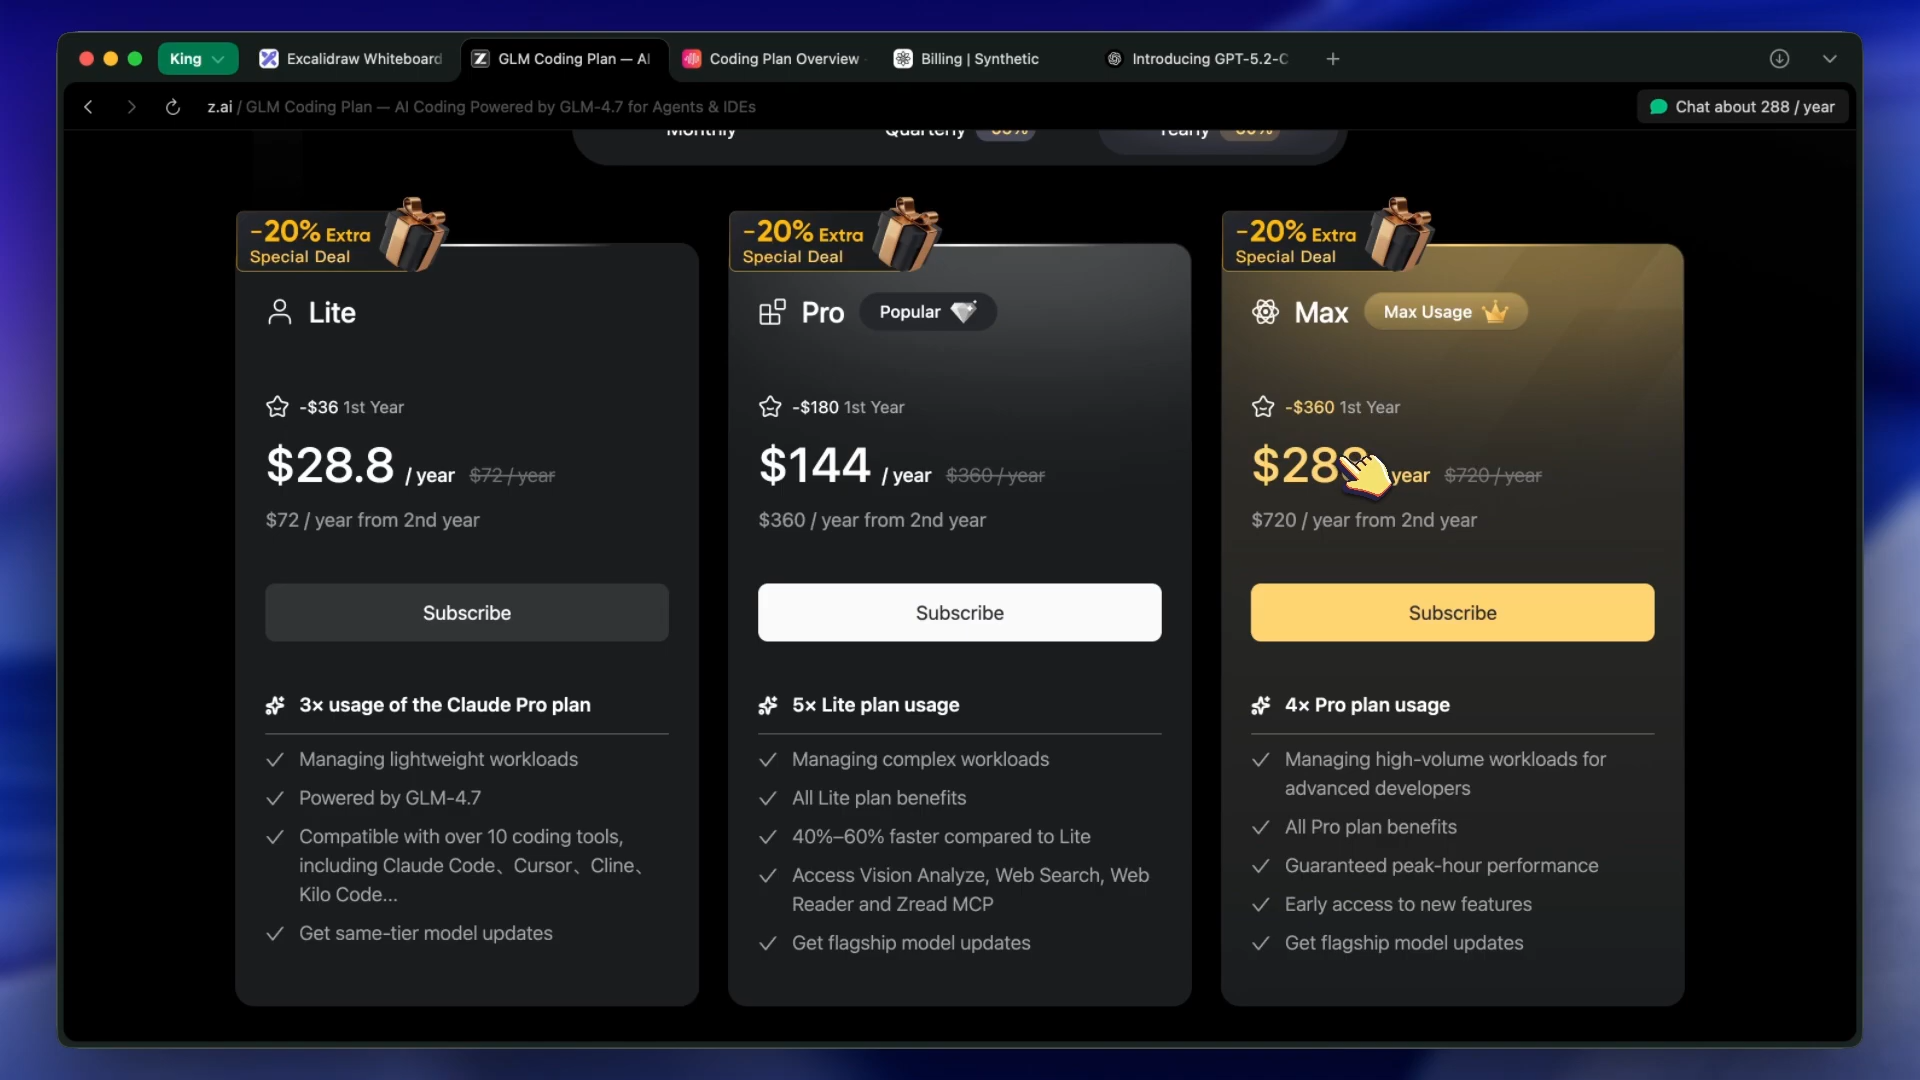 King
Excalidraw Whiteboard
GLM Coding Plan — AI
Coding Plan Overview
Billing | Synthetic
Introducing GPT-5.2-C
z.ai / GLM Coding Plan — AI Coding Powered by GLM-4.7 for Agents & IDEs
Chat about 288 / year
Monthly
Quarterly
Yearly
-20% Extra
Special Deal
Lite
-$36 1st Year
$28.8 / year $72 / year
$72 / year from 2nd year
Subscribe
3× usage of the Claude Pro plan
Managing lightweight workloads
Powered by GLM-4.7
Compatible with over 10 coding tools,
including Claude Code、Cursor、Cline、
Kilo Code...
Get same-tier model updates
-20% Extra
Special Deal
Pro
Popular
-$180 1st Year
$144 / year $360 / year
$360 / year from 2nd year
Subscribe
5× Lite plan usage
Managing complex workloads
All Lite plan benefits
40%–60% faster compared to Lite
Access Vision Analyze, Web Search, Web
Reader and Zread MCP
Get flagship model updates
-20% Extra
Special Deal
Max
Max Usage
-$360 1st Year
$288 year $720 / year
$720 / year from 2nd year
Subscribe
4× Pro plan usage
Managing high-volume workloads for
advanced developers
All Pro plan benefits
Guaranteed peak-hour performance
Early access to new features
Get flagship model updates